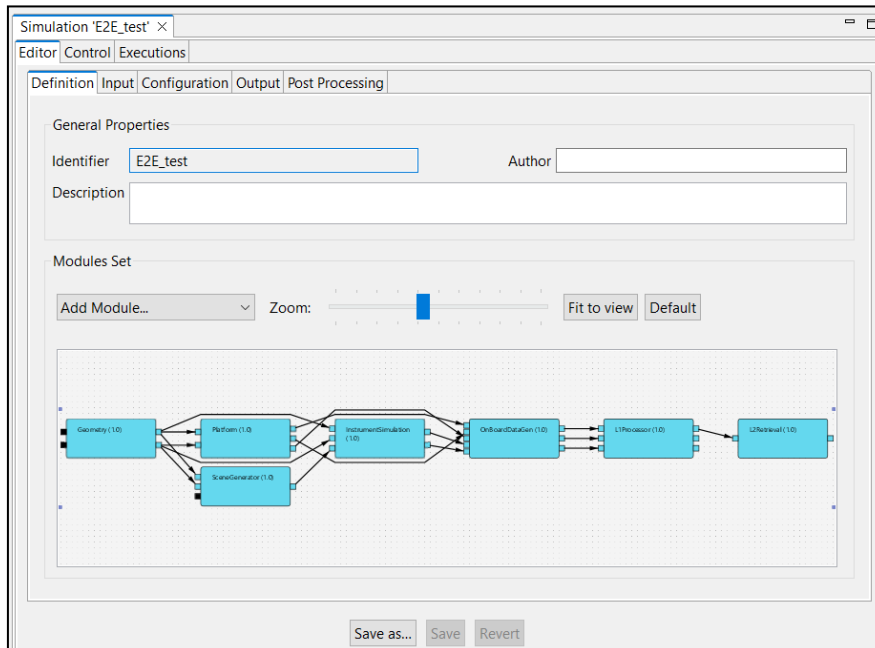 Simulation 'E2E_test'
Editor Control Executions
Definition Input Configuration Output Post Processing
General Properties
Identifier E2E_test Author
Description
Modules Set
Add Module... Zoom: Fit to view Default
Geometry (1.0) Platform (1.0) InstrumentSimulation (1.0) OnBoardDataGen (1.0) L1Processor (1.0) L2Retrieval (1.0)
SceneGenerator (1.0)
Save as... Save Revert